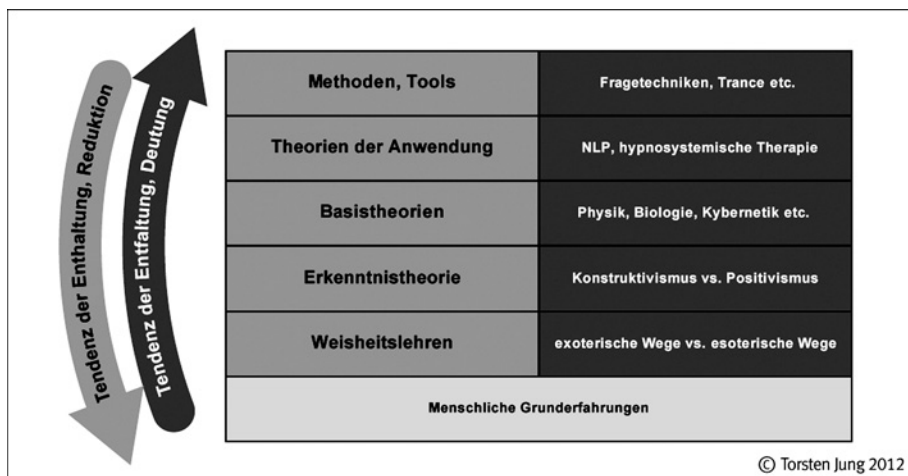 Tendenz der Enthaltung, Reduktion
Tendenz der Entfaltung, Deutung
Methoden, Tools
Fragetechniken, Trance etc.
Theorien der Anwendung
NLP, hypnosystemische Therapie
Basistheorien
Physik, Biologie, Kybernetik etc.
Erkenntnistheorie
Konstruktivismus vs. Positivismus
Weisheitslehren
exoterische Wege vs. esoterische Wege
Menschliche Grunderfahrungen
© Torsten Jung 2012